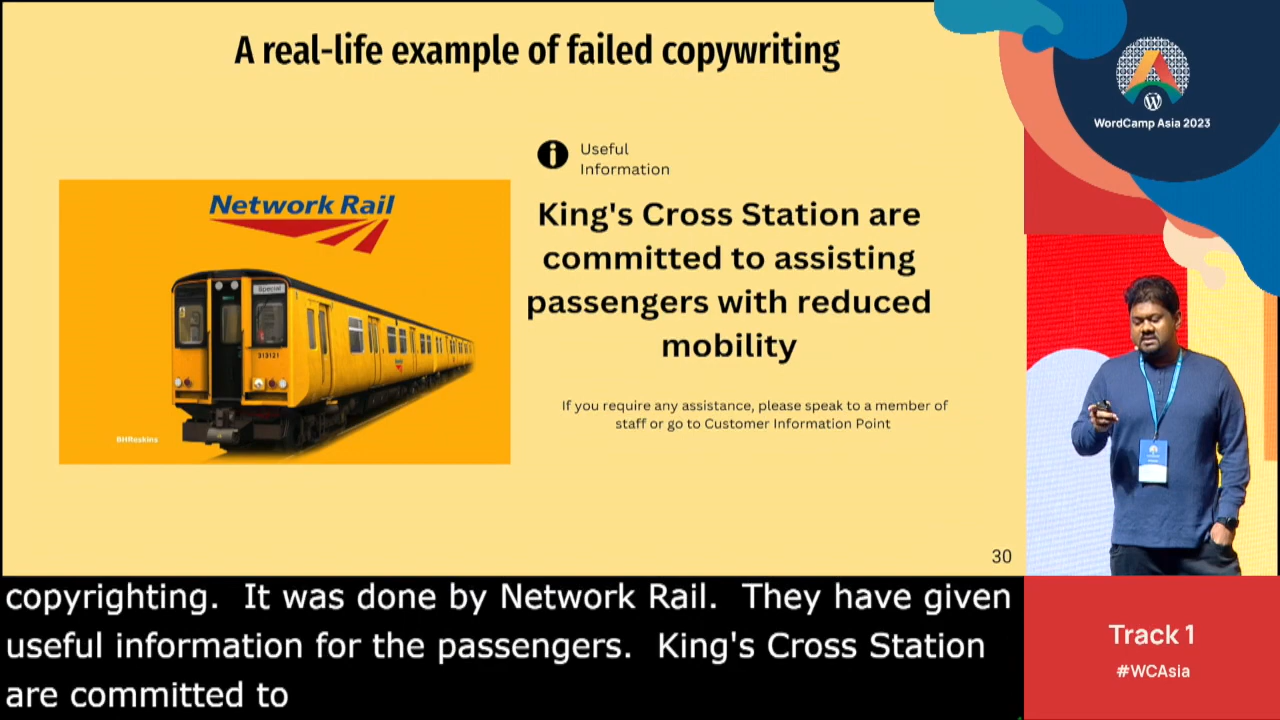 A real-life example of failed copywriting
Useful
Information
King's Cross Station are
committed to assisting
passengers with reduced
mobility
If you require any assistance, please speak to a member of
staff or go to Customer Information Point
Network Rail
Special
313121
30
WordCamp Asia 2023
copyrighting. It was done by Network Rail. They have given
useful information for the passengers. King's Cross Station
are committed to
Track 1
#WCAsia